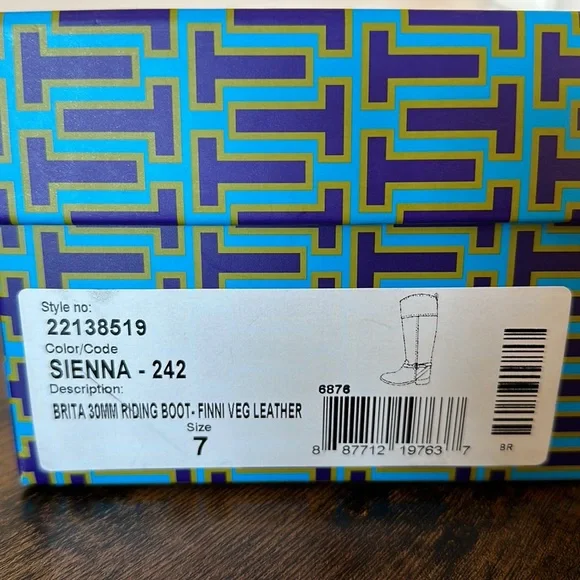 Style no:
22138519
Color/Code
SIENNA - 242
Description:
BRITA 30MM RIDING BOOT- FINNI VEG LEATHER
Size
7
6876
8 87712 19763 7
BR